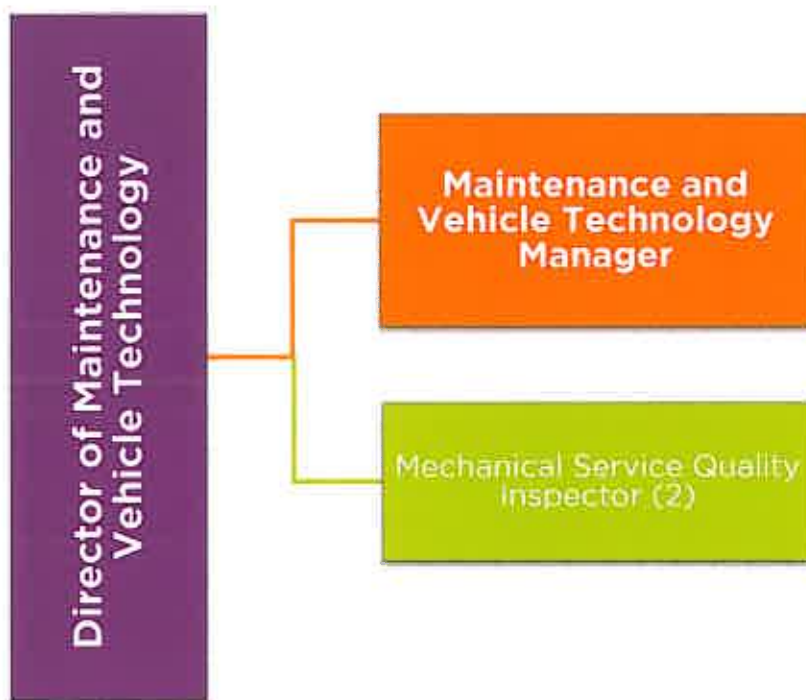 Director of Maintenance and
Vehicle Technology
Maintenance and
Vehicle Technology
Manager
Mechanical Service Quality
Inspector (2)